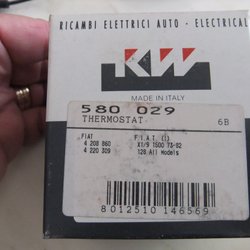 RICAMBI ELETTRICI AUTO - ELECTRICAL
KW
MADE IN ITALY
580 029
THERMOSTAT 6B
FIAT F.I.A.T. (I)
4 208 860 X1/9 1500 73-82
4 220 309 128 All Models
8012510 146569